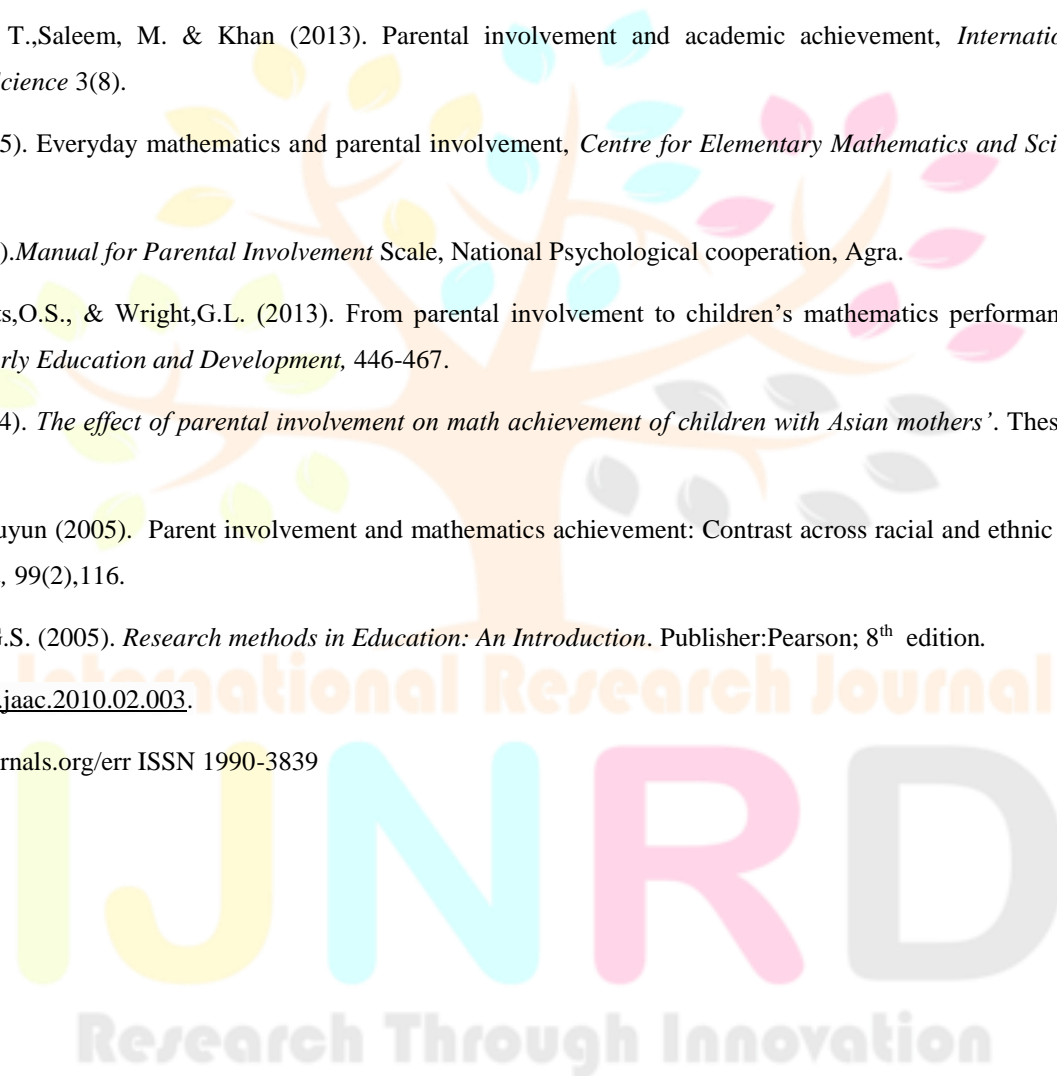 T.,Saleem, M. & Khan (2013). Parental involvement and academic achievement, Internatio
cience 3(8).
5). Everyday mathematics and parental involvement, Centre for Elementary Mathematics and Sci
).Manual for Parental Involvement Scale, National Psychological cooperation, Agra.
ts,O.S., & Wright,G.L. (2013). From parental involvement to children’s mathematics performan
rly Education and Development, 446-467.
4). The effect of parental involvement on math achievement of children with Asian mothers’. Thes
uyun (2005). Parent involvement and mathematics achievement: Contrast across racial and ethnic
, 99(2),116.
G.S. (2005). Research methods in Education: An Introduction. Publisher:Pearson; 8th edition.
International Research Journal
.jaac.2010.02.003.
rnals.org/err ISSN 1990-3839
IJNRD
Research Through Innovation